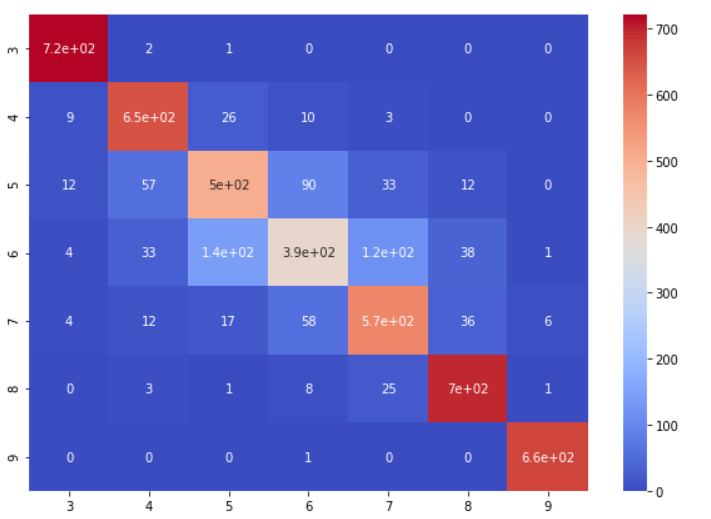 3 7.2e+02 2 1 0 0 0 0
4 9 6.5e+02 26 10 3 0 0
5 12 57 5e+02 90 33 12 0
6 4 33 1.4e+02 3.9e+02 1.2e+02 38 1
7 4 12 17 58 5.7e+02 36 6
8 0 3 1 8 25 7e+02 1
9 0 0 0 1 0 0 6.6e+02
3 4 5 6 7 8 9
700
600
500
400
300
200
100
0